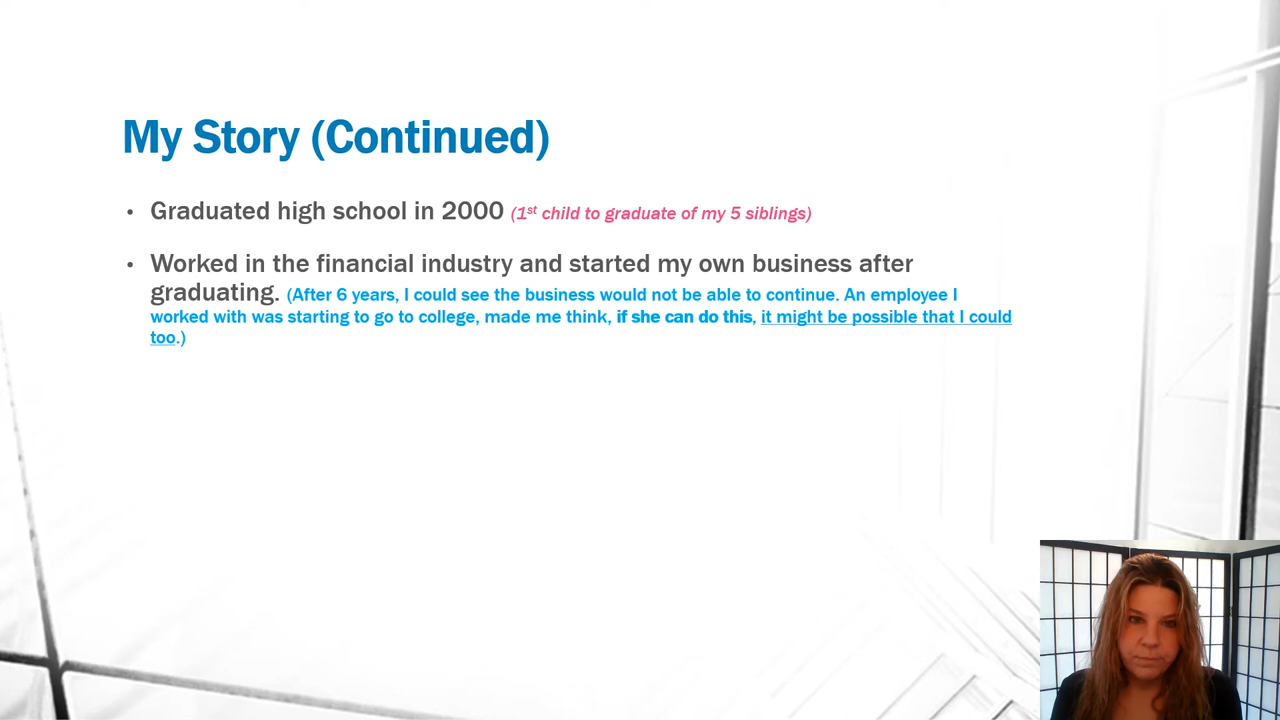 My Story (Continued)
• Graduated high school in 2000 (1st child to graduate of my 5 siblings)
• Worked in the financial industry and started my own business after
graduating. (After 6 years, I could see the business would not be able to continue. An employee I
worked with was starting to go to college, made me think, if she can do this, it might be possible that I could
too.)